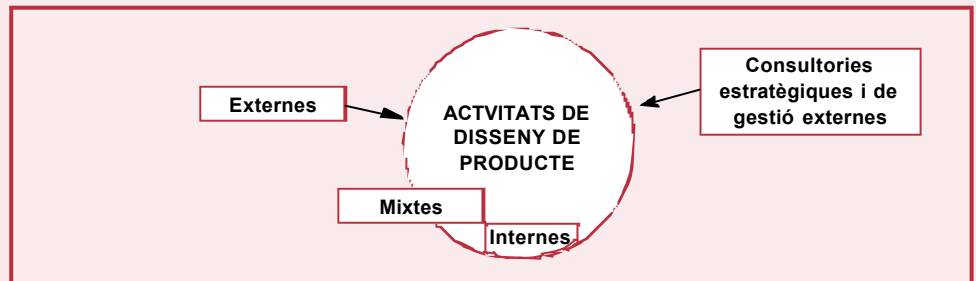 Externes
ACTVITATS DE
DISSENY DE
PRODUCTE
Consultories
estratègiques i de
gestió externes
Mixtes
Internes